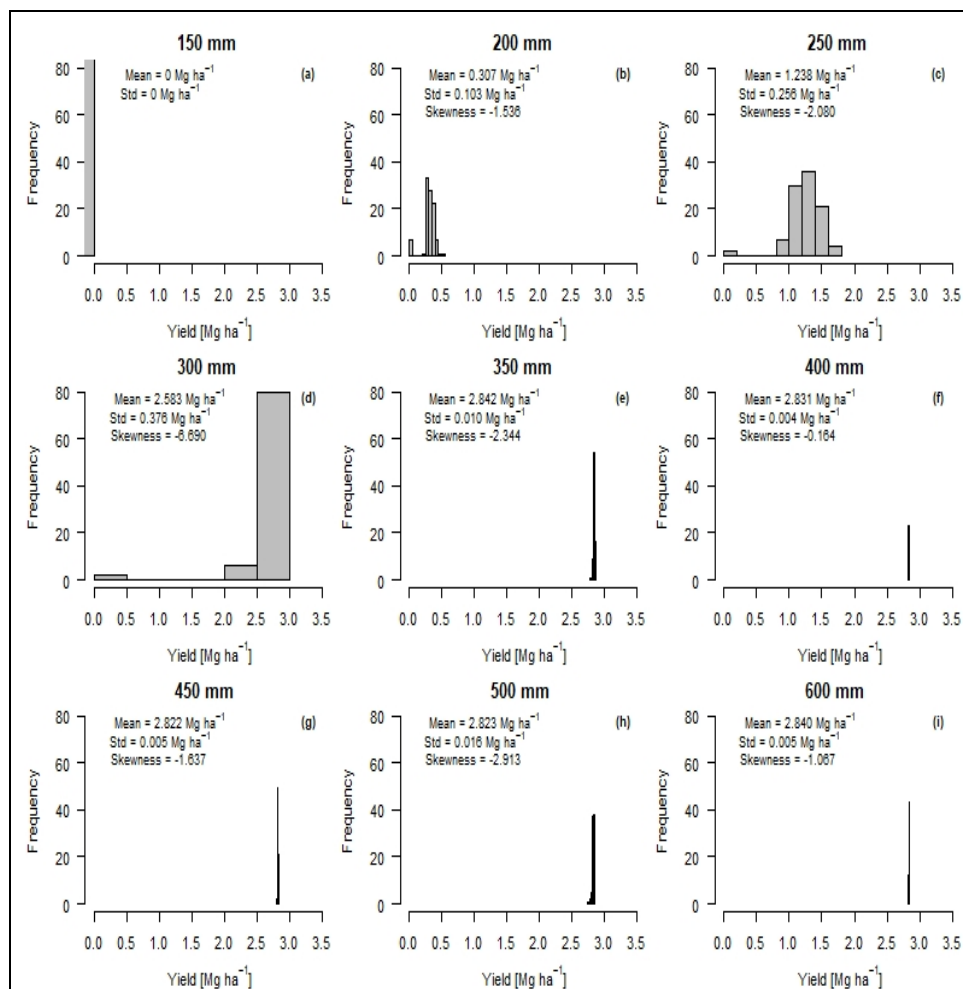 150 mm
Mean = 0 Mg ha⁻¹
Std = 0 Mg ha⁻¹
(a)
Frequency
80
60
40
20
0
0.0 0.5 1.0 1.5 2.0 2.5 3.0 3.5
Yield [Mg ha⁻¹]
200 mm
Mean = 0.307 Mg ha⁻¹
Std = 0.103 Mg ha⁻¹
Skewness = -1.536
(b)
Frequency
80
60
40
20
0
0.0 0.5 1.0 1.5 2.0 2.5 3.0 3.5
Yield [Mg ha⁻¹]
250 mm
Mean = 1.238 Mg ha⁻¹
Std = 0.256 Mg ha⁻¹
Skewness = -2.080
(c)
Frequency
80
60
40
20
0
0.0 0.5 1.0 1.5 2.0 2.5 3.0 3.5
Yield [Mg ha⁻¹]
300 mm
Mean = 2.583 Mg ha⁻¹
Std = 0.376 Mg ha⁻¹
Skewness = -6.690
(d)
Frequency
80
60
40
20
0
0.0 0.5 1.0 1.5 2.0 2.5 3.0 3.5
Yield [Mg ha⁻¹]
350 mm
Mean = 2.842 Mg ha⁻¹
Std = 0.010 Mg ha⁻¹
Skewness = -2.344
(e)
Frequency
80
60
40
20
0
0.0 0.5 1.0 1.5 2.0 2.5 3.0 3.5
Yield [Mg ha⁻¹]
400 mm
Mean = 2.831 Mg ha⁻¹
Std = 0.004 Mg ha⁻¹
Skewness = -0.164
(f)
Frequency
80
60
40
20
0
0.0 0.5 1.0 1.5 2.0 2.5 3.0 3.5
Yield [Mg ha⁻¹]
450 mm
Mean = 2.822 Mg ha⁻¹
Std = 0.005 Mg ha⁻¹
Skewness = -1.637
(g)
Frequency
80
60
40
20
0
0.0 0.5 1.0 1.5 2.0 2.5 3.0 3.5
Yield [Mg ha⁻¹]
500 mm
Mean = 2.823 Mg ha⁻¹
Std = 0.016 Mg ha⁻¹
Skewness = -2.913
(h)
Frequency
80
60
40
20
0
0.0 0.5 1.0 1.5 2.0 2.5 3.0 3.5
Yield [Mg ha⁻¹]
600 mm
Mean = 2.840 Mg ha⁻¹
Std = 0.005 Mg ha⁻¹
Skewness = -1.067
(i)
Frequency
80
60
40
20
0
0.0 0.5 1.0 1.5 2.0 2.5 3.0 3.5
Yield [Mg ha⁻¹]